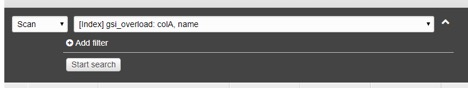 Scan [Index] gsi_overload: colA, name
Add filter
Start search